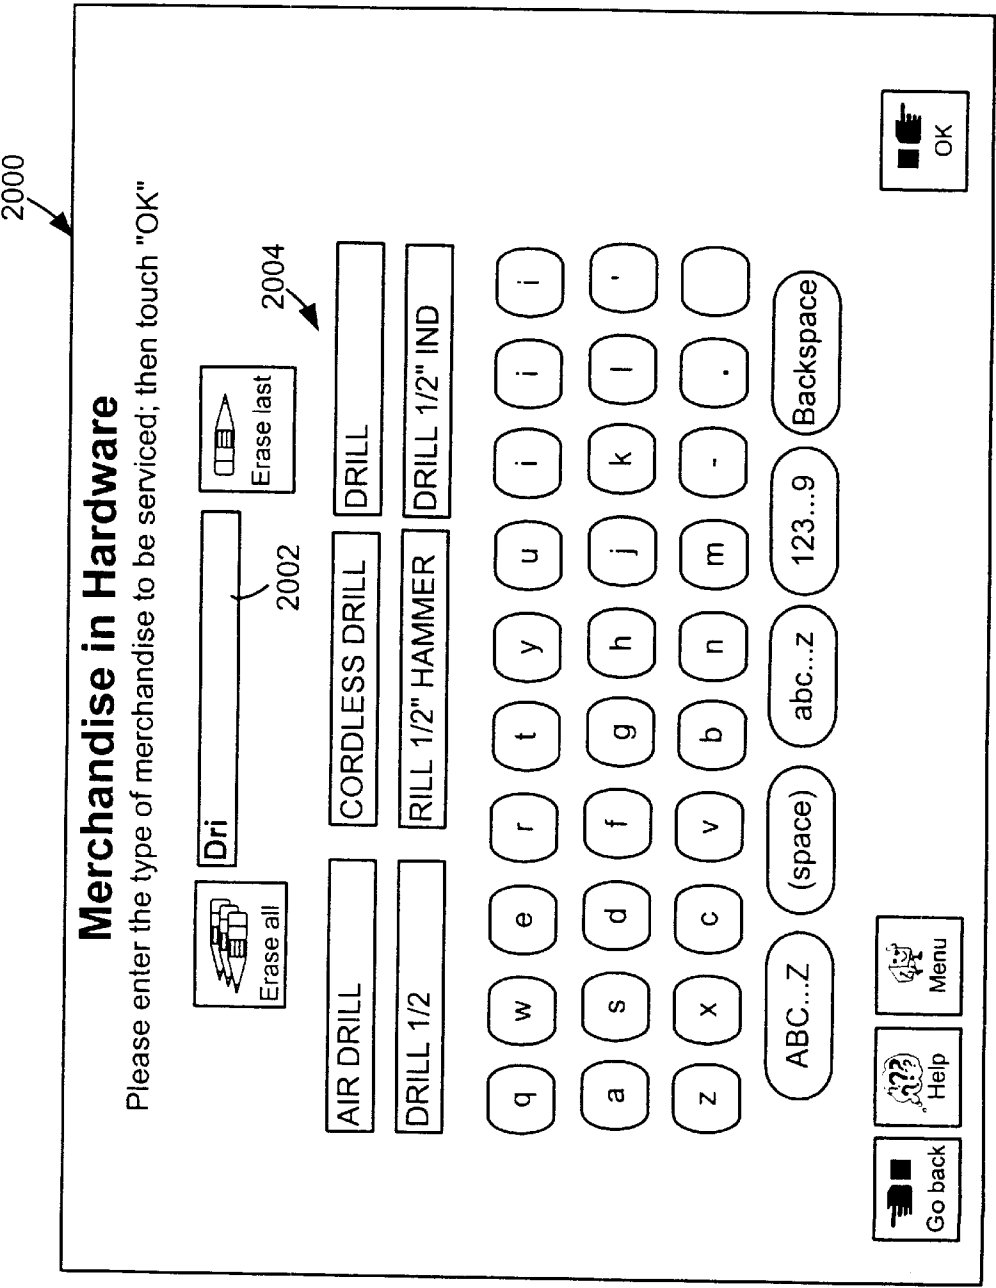 2000
Merchandise in Hardware
Please enter the type of merchandise to be serviced; then touch "OK"
Erase all
Dri
Erase last
2002
2004
AIR DRILL CORDLESS DRILL DRILL
DRILL 1/2 RILL 1/2" HAMMER DRILL 1/2" IND
q w e r t y u i i i
a s d f g h j k l '
z x c v b n m - .
ABC...Z (space) abc...z 123...9 Backspace
Go back ??? Help Menu OK